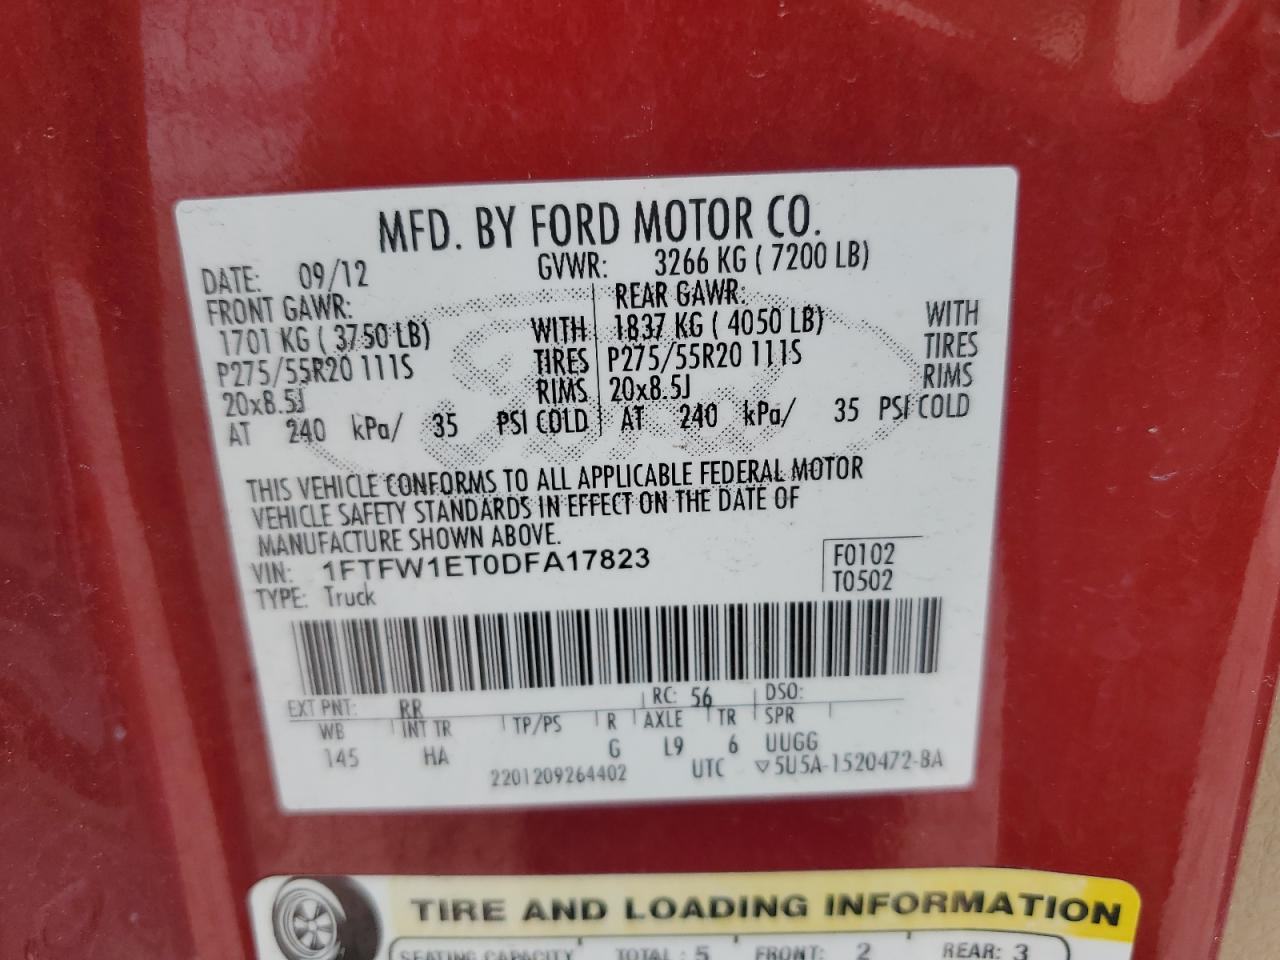 MFD. BY FORD MOTOR CO.
DATE: 09/12 GVWR: 3266 KG ( 7200 LB)
FRONT GAWR: REAR GAWR:
1701 KG ( 3750 LB) WITH 1837 KG ( 4050 LB) WITH
P275/55R20 111S TIRES P275/55R20 111S TIRES
20x8.5J RIMS 20x8.5J RIMS
AT 240 kPa/ 35 PSI COLD AT 240 kPa/ 35 PSI COLD
THIS VEHICLE CONFORMS TO ALL APPLICABLE FEDERAL MOTOR
VEHICLE SAFETY STANDARDS IN EFFECT ON THE DATE OF
MANUFACTURE SHOWN ABOVE.
VIN: 1FTFW1ET0DFA17823 F0102
TYPE: Truck T0502
EXT PNT: RR RC: 56 DSO:
WB INT TR TP/PS R AXLE TR SPR
145 HA G L9 6 UUGG
2201209264402 UTC ▽5U5A-1520472-BA
TIRE AND LOADING INFORMATION
SEATING CAPACITY TOTAL : 5 FRONT: 2 REAR: 3